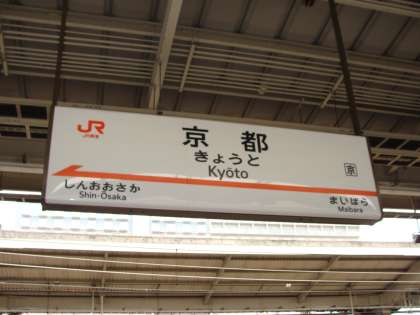 JR
JR東海
京都
きょうと
Kyōto
京
しんおおさか
Shin-Ōsaka
まいばら
Maibara